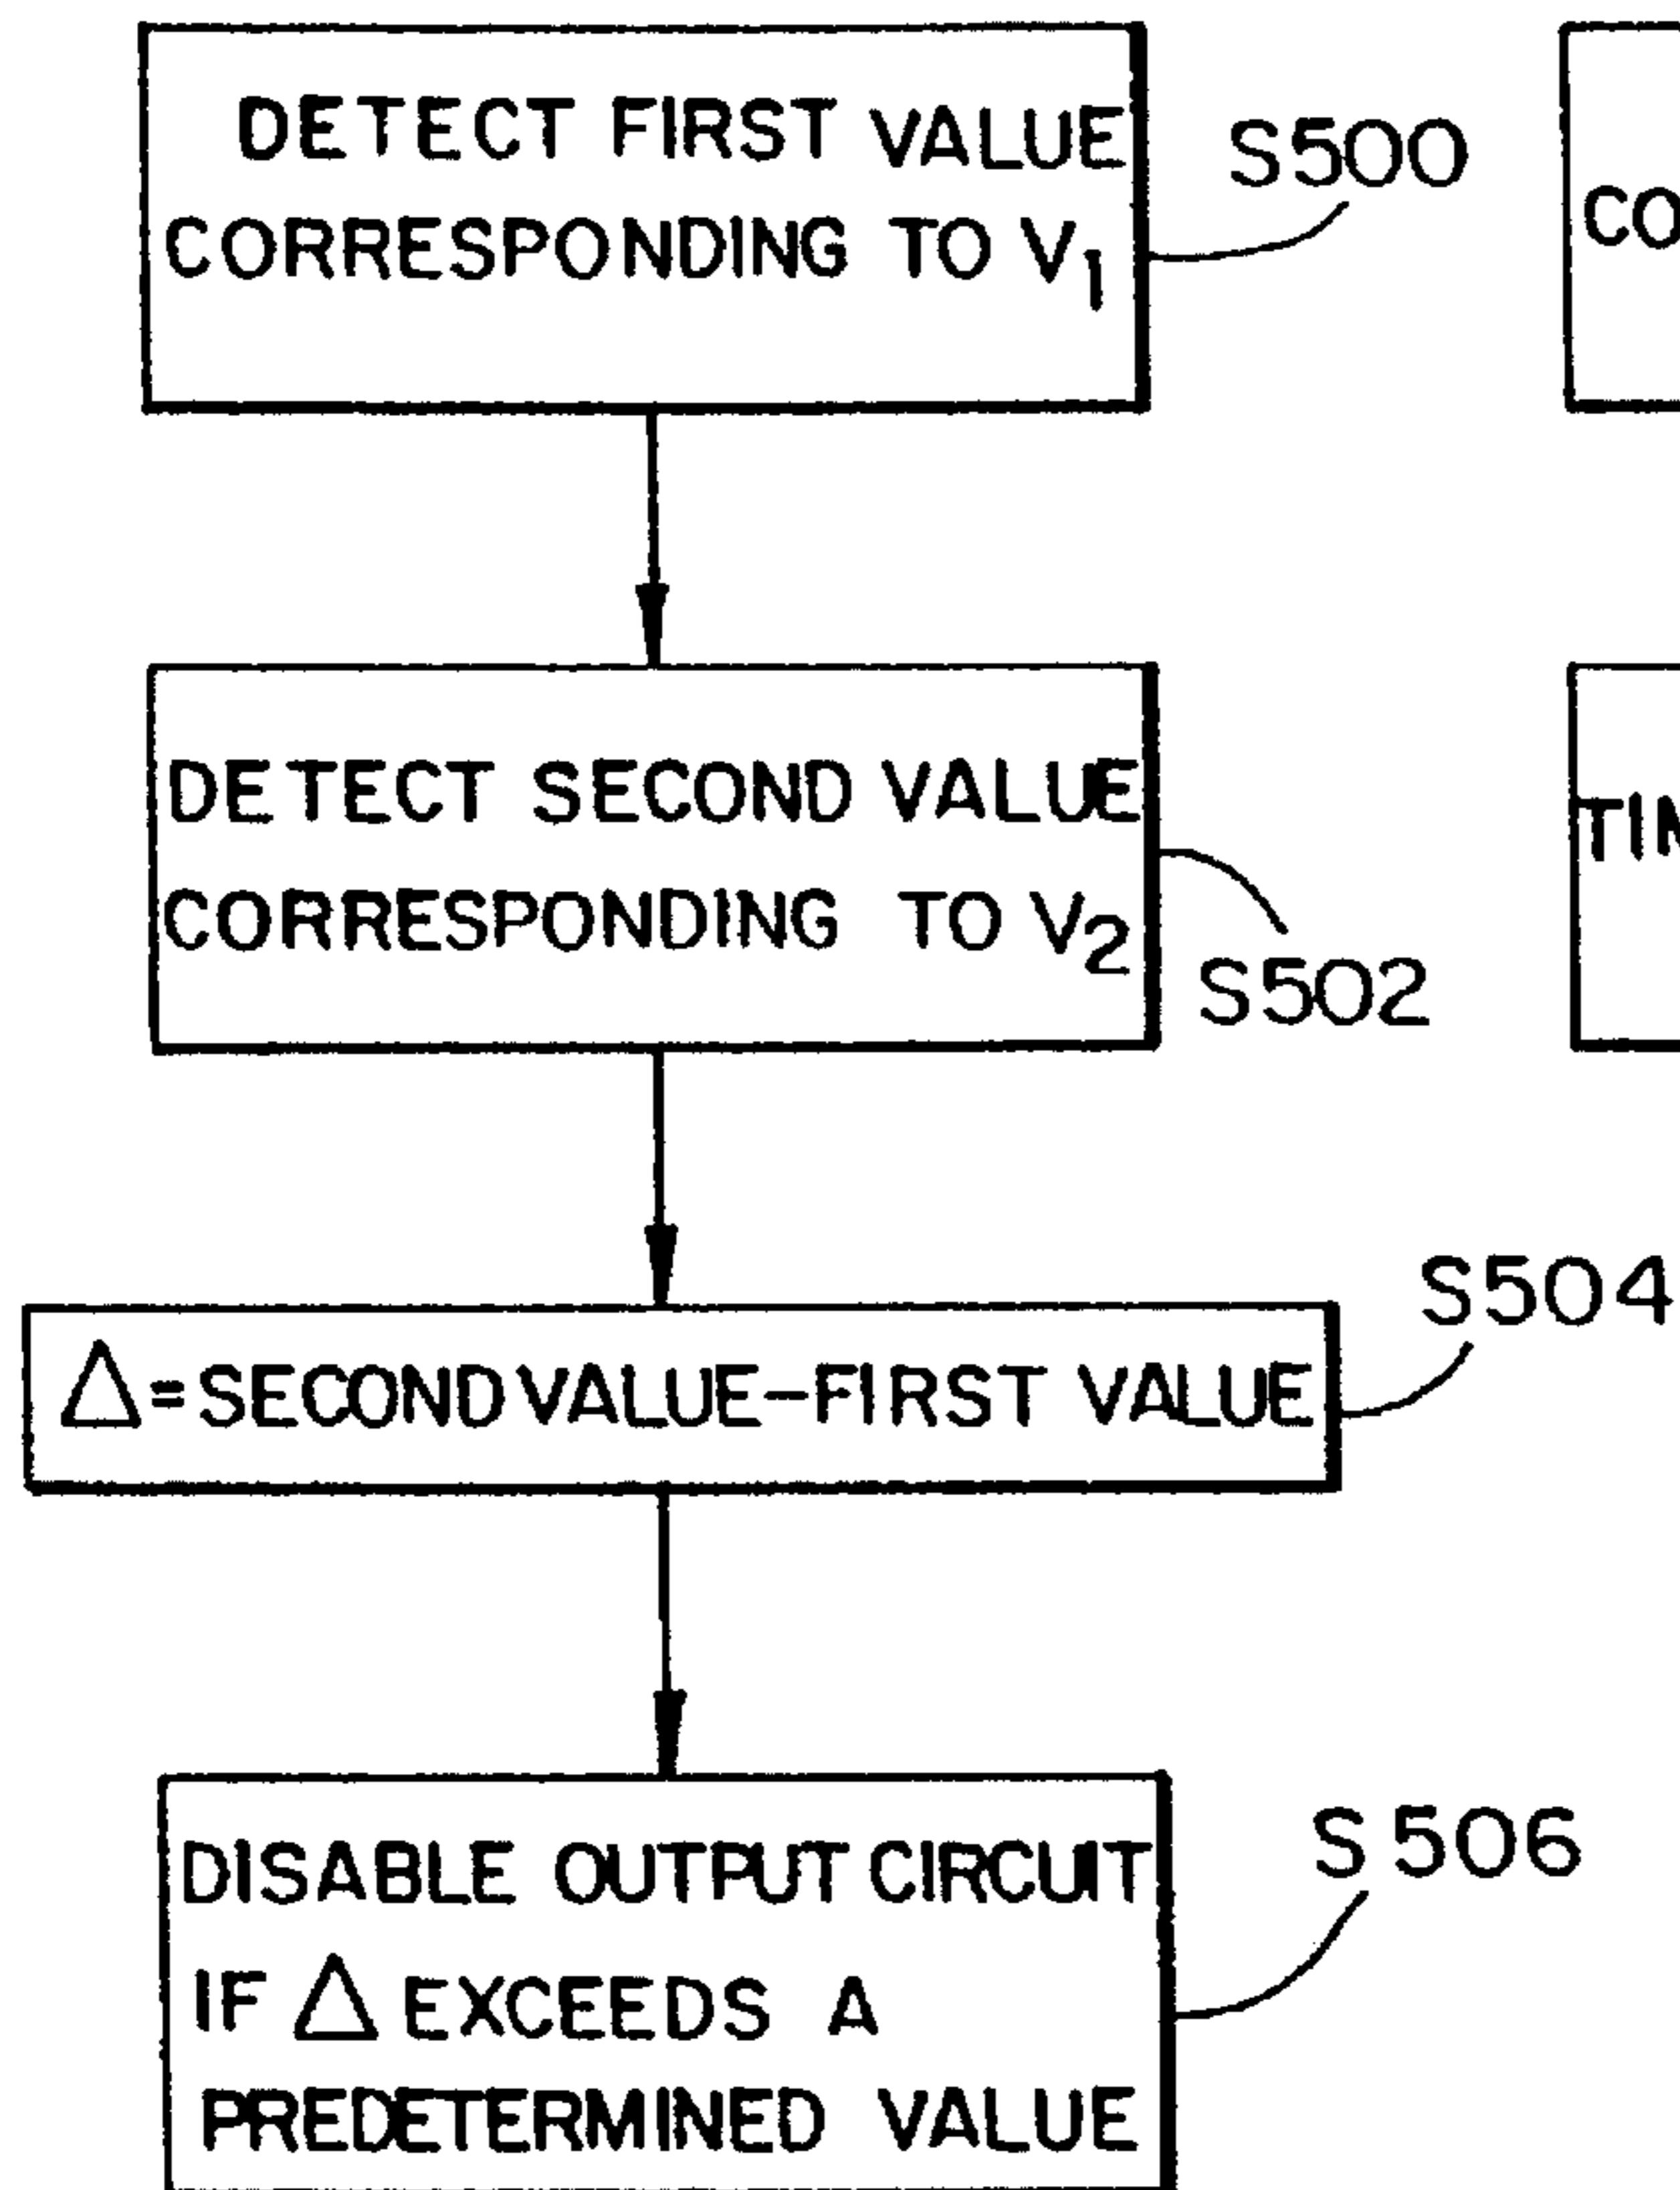 DETECT FIRST VALUE
CORRESPONDING TO V1
S500
DETECT SECOND VALUE
CORRESPONDING TO V2
S502
Δ=SECOND VALUE-FIRST VALUE
S504
DISABLE OUTPUT CIRCUIT
IF Δ EXCEEDS A
PREDETERMINED VALUE
S506